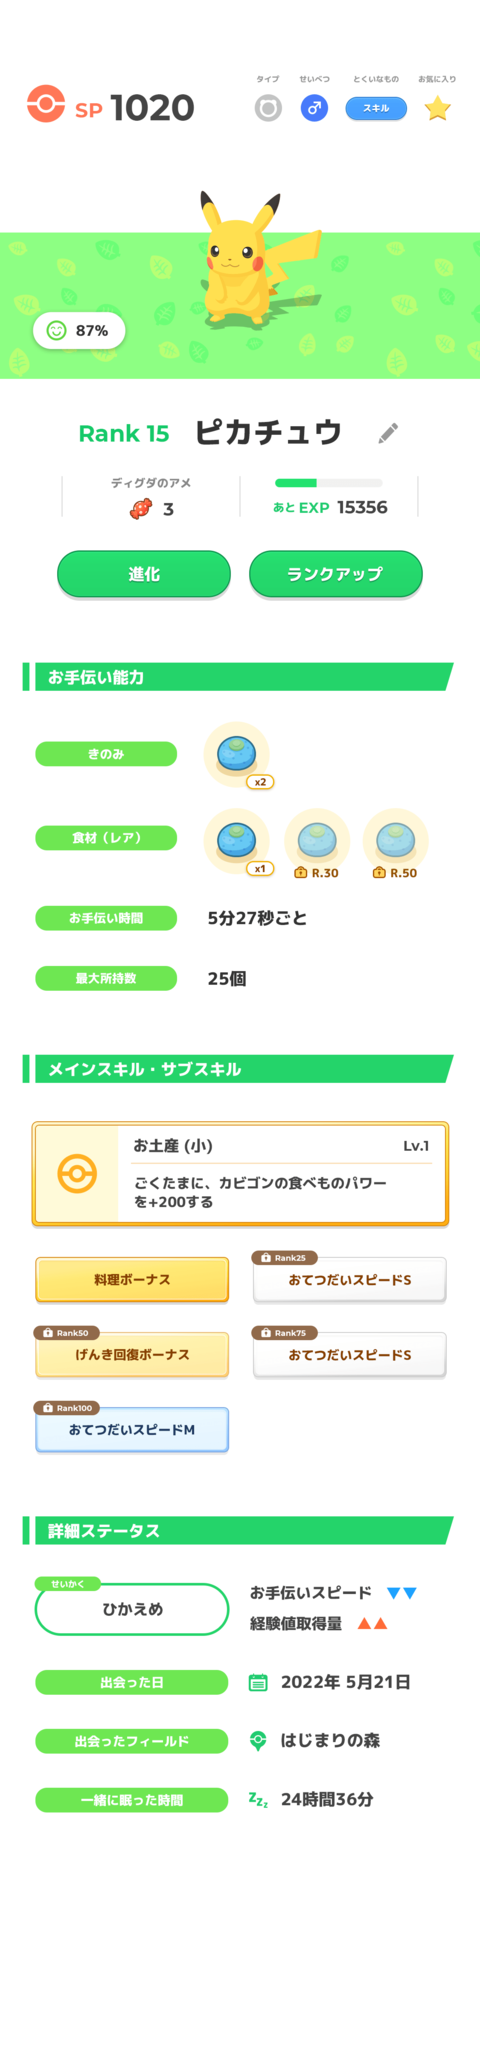 タイプ せいべつ とくいなもの お気に入り
SP 1020 スキル
87%
Rank 15 ピカチュウ
ディグダのアメ
3
あと EXP 15356
進化 ランクアップ
お手伝い能力
きのみ
x2
食材（レア）
x1 R.30 R.50
お手伝い時間 5分27秒ごと
最大所持数 25個
メインスキル・サブスキル
お土産 (小) Lv.1
ごくたまに、カビゴンの食べものパワー
を+200する
料理ボーナス
Rank25
おてつだいスピードS
Rank50
げんき回復ボーナス
Rank75
おてつだいスピードS
Rank100
おてつだいスピードM
詳細ステータス
せいかく
ひかえめ
お手伝いスピード ▼▼
経験値取得量 ▲▲
出会った日 2022年 5月21日
出会ったフィールド はじまりの森
一緒に眠った時間 zzz 24時間36分